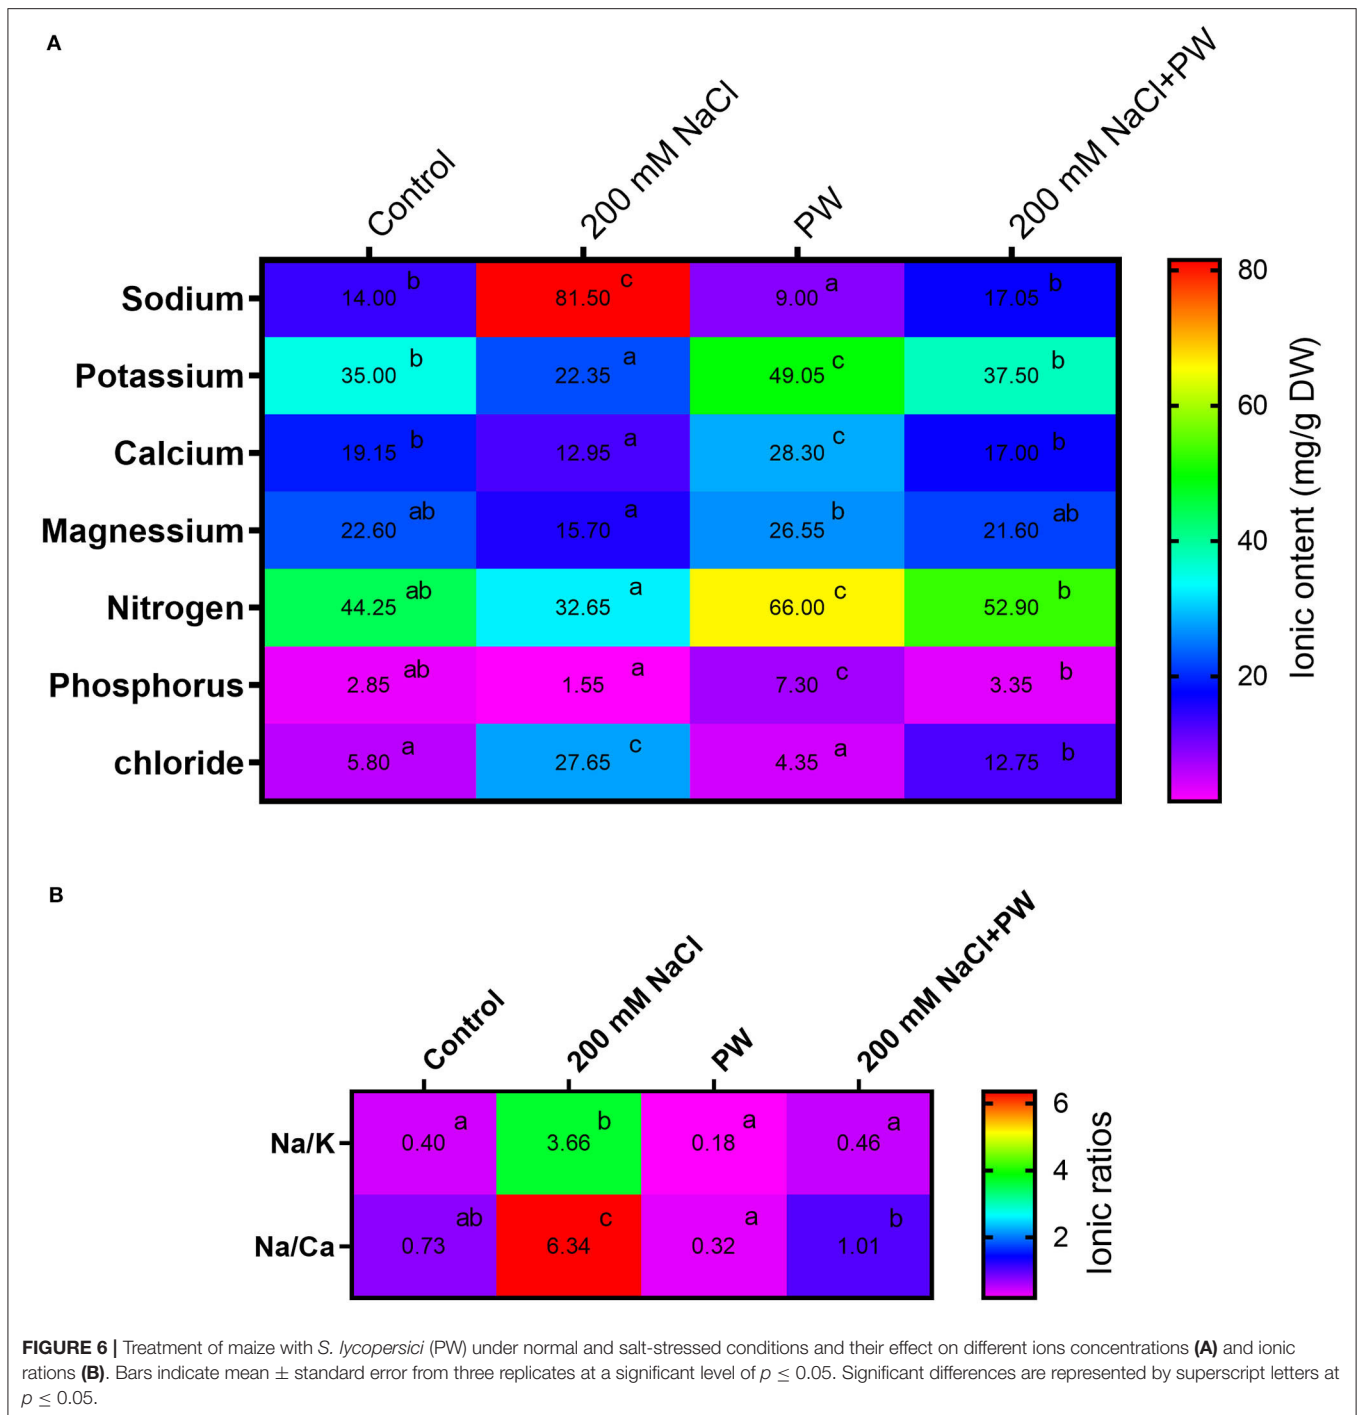 A
Control
200 mM NaCl
PW
200 mM NaCl+PW
Sodium 14.00 b 81.50 c 9.00 a 17.05 b
Potassium 35.00 b 22.35 a 49.05 c 37.50 b
Calcium 19.15 b 12.95 a 28.30 c 17.00 b
Magnessium 22.60 ab 15.70 a 26.55 b 21.60 ab
Nitrogen 44.25 ab 32.65 a 66.00 c 52.90 b
Phosphorus 2.85 ab 1.55 a 7.30 c 3.35 b
chloride 5.80 a 27.65 c 4.35 a 12.75 b
80
60
40
20
Ionic ontent (mg/g DW)
B
Control
200 mM NaCl
PW
200 mM NaCl+PW
Na/K 0.40 a 3.66 b 0.18 a 0.46 a
Na/Ca 0.73 ab 6.34 c 0.32 a 1.01 b
6
4
2
Ionic ratios
FIGURE 6 | Treatment of maize with S. lycopersici (PW) under normal and salt-stressed conditions and their effect on different ions concentrations (A) and ionic
rations (B). Bars indicate mean ± standard error from three replicates at a significant level of p ≤ 0.05. Significant differences are represented by superscript letters at
p ≤ 0.05.